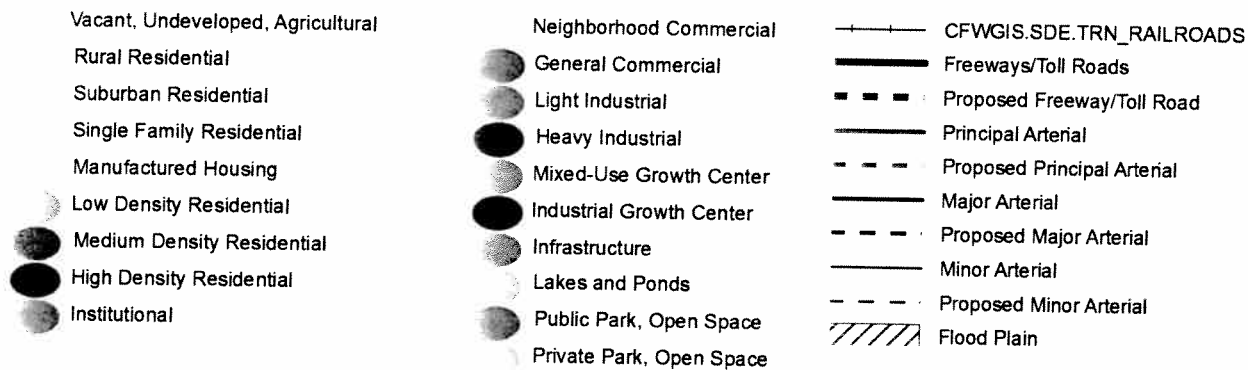 Vacant, Undeveloped, Agricultural
Rural Residential
Suburban Residential
Single Family Residential
Manufactured Housing
Low Density Residential
Medium Density Residential
High Density Residential
Institutional
Neighborhood Commercial
General Commercial
Light Industrial
Heavy Industrial
Mixed-Use Growth Center
Industrial Growth Center
Infrastructure
Lakes and Ponds
Public Park, Open Space
Private Park, Open Space
CFWGIS.SDE.TRN_RAILROADS
Freeways/Toll Roads
Proposed Freeway/Toll Road
Principal Arterial
Proposed Principal Arterial
Major Arterial
Proposed Major Arterial
Minor Arterial
Proposed Minor Arterial
Flood Plain